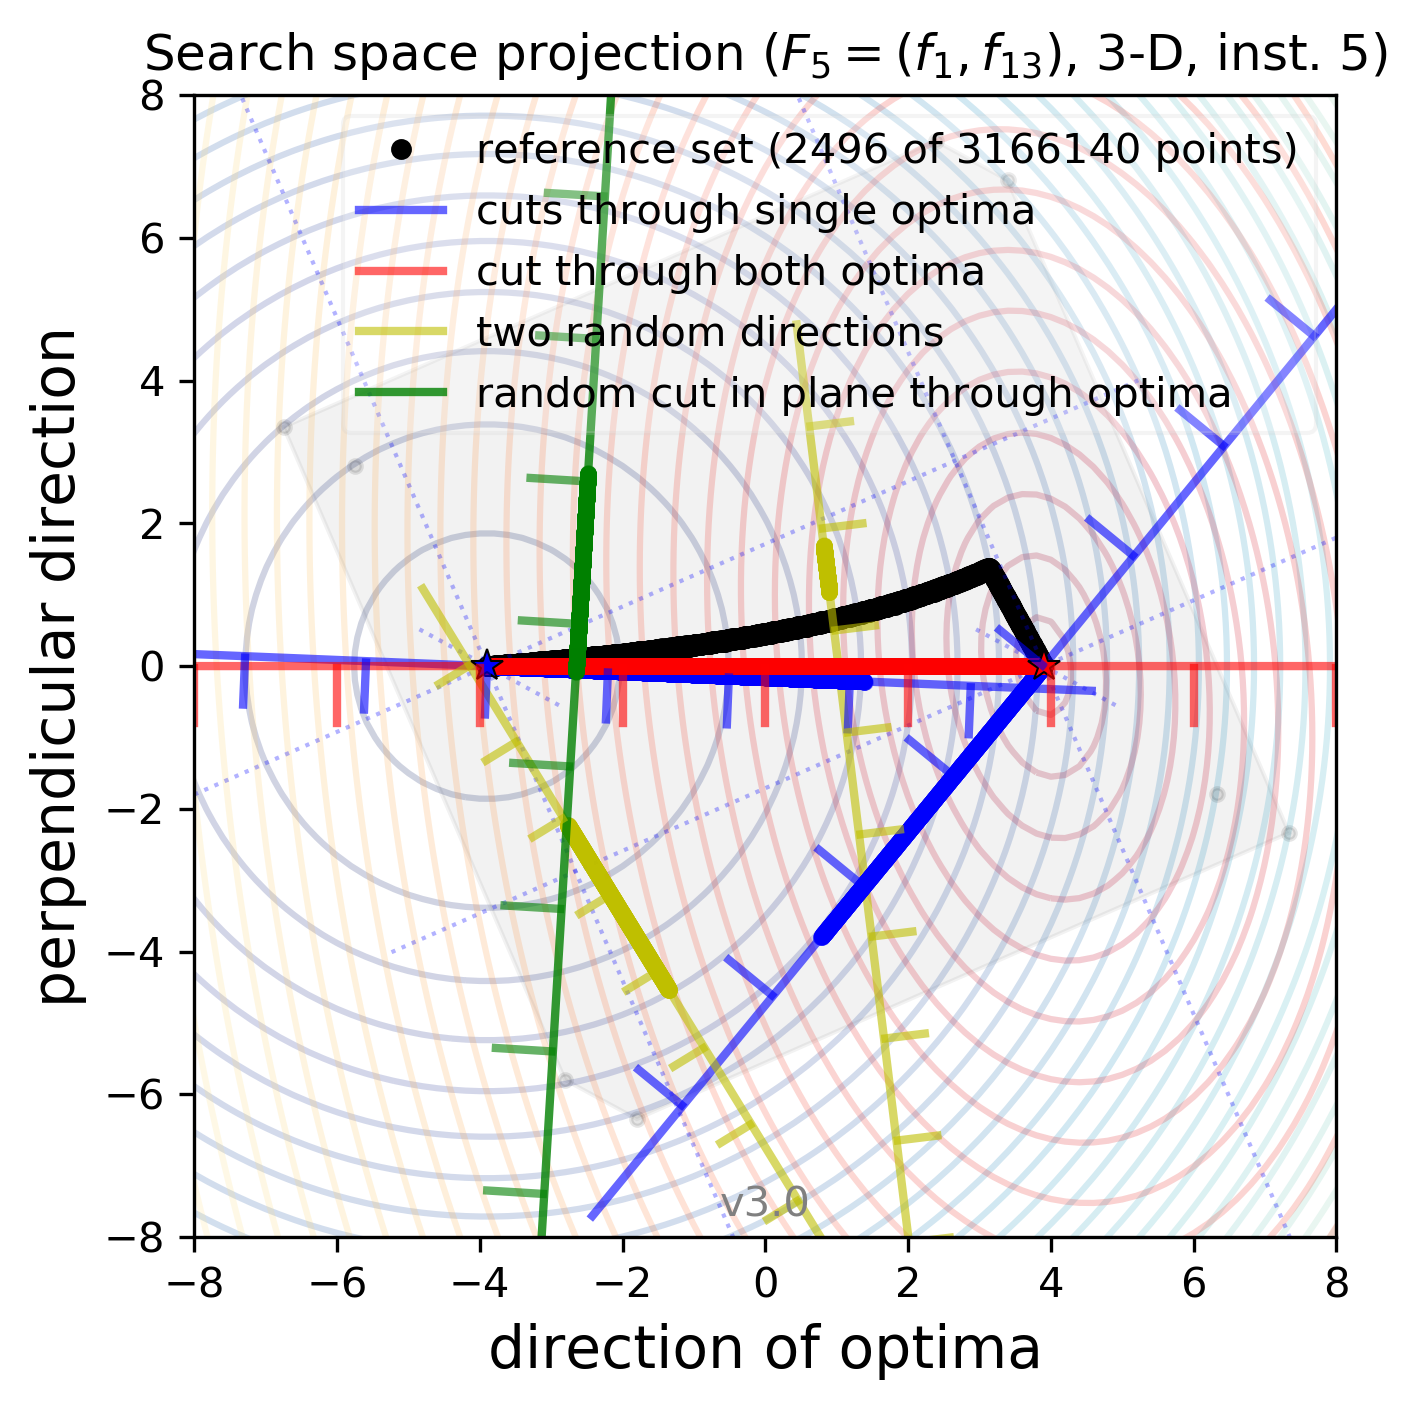 Search space projection (F₅ = (f₁, f₁₃), 3-D, inst. 5)
reference set (2496 of 3166140 points)
cuts through single optima
cut through both optima
two random directions
random cut in plane through optima
8
6
4
2
0
−2
−4
−6
−8
perpendicular direction
v3.0
−8 −6 −4 −2 0 2 4 6 8
direction of optima